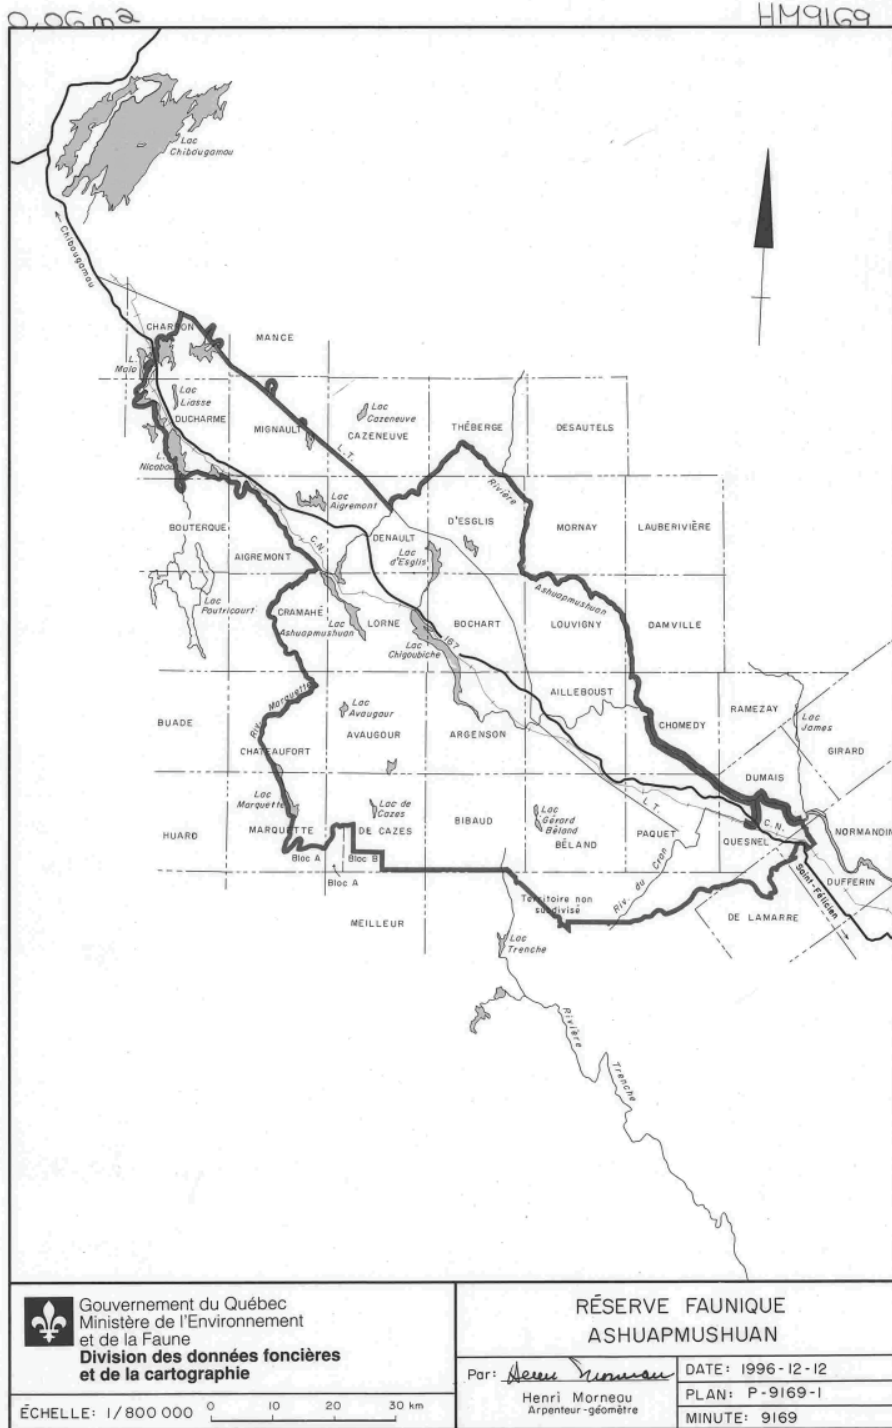 0,06 m2
HM9169
Lac
Chibougamau
Chibougamau
CHARRON
MANCE
L.
Malo
Lac
Liasse
DUCHARME
MIGNAULT
Lac
Cazeneuve
CAZENEUVE
THÉBERGE
DESAUTELS
L.T.
L.
Nicabau
Rivière
Lac
Aigremont
BOUTERQUE
D'ESGLIS
MORNAY
LAUBERIVIÈRE
C.N.
DENAULT
AIGREMONT
Lac
d'Esglis
Lac
Poutricourt
Ashuapmushuan
CRAMAHÉ
LORNE
BOCHART
LOUVIGNY
DAMVILLE
Lac
Ashuapmushuan
Lac
Chigoubiche
167
Riv. Marquette
AILLEBOUST
BUADE
Lac
Avaugour
AVAUGOUR
ARGENSON
CHOMEDY
RAMEZAY
Lac
James
GIRARD
CHATEAUFORT
DUMAIS
Lac
Marquette
Lac de
Cazes
L.T.
C.N.
HUARD
MARQUETTE
DE CAZES
BIBAUD
Lac
Gérard
Béland
BÉLAND
PAQUET
QUESNEL
NORMANDIN
Bloc A
Bloc B
Bloc A
Riv. du Cran
Saint-Félicien
DUFFERIN
Territoire non
subdivisé
MEILLEUR
DE LAMARRE
Lac
Trenche
Rivière
Trenche
Gouvernement du Québec
Ministère de l'Environnement
et de la Faune
Division des données foncières
et de la cartographie
ÉCHELLE: 1/800 000
0 10 20 30 km
RÉSERVE FAUNIQUE
ASHUAPMUSHUAN
Par: Henri Morneau
Henri Morneau
Arpenteur-géomètre
DATE: 1996-12-12
PLAN: P-9169-1
MINUTE: 9169